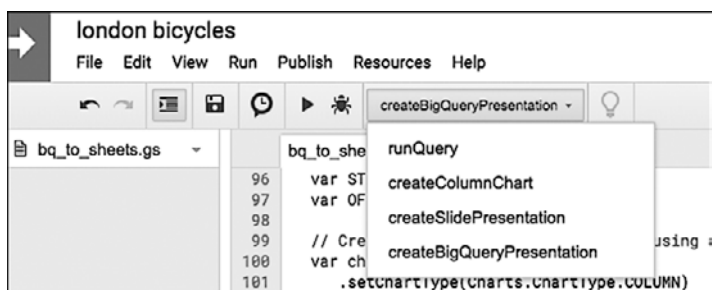 london bicycles
File Edit View Run Publish Resources Help
createBigQueryPresentation
bq_to_sheets.gs
bq_to_she
runQuery
createColumnChart
createSlidePresentation
createBigQueryPresentation
96 var ST
97 var OF
98
99 // Cre using a
100 var ch
101 .setChartType(Charts.ChartType.COLUMN)